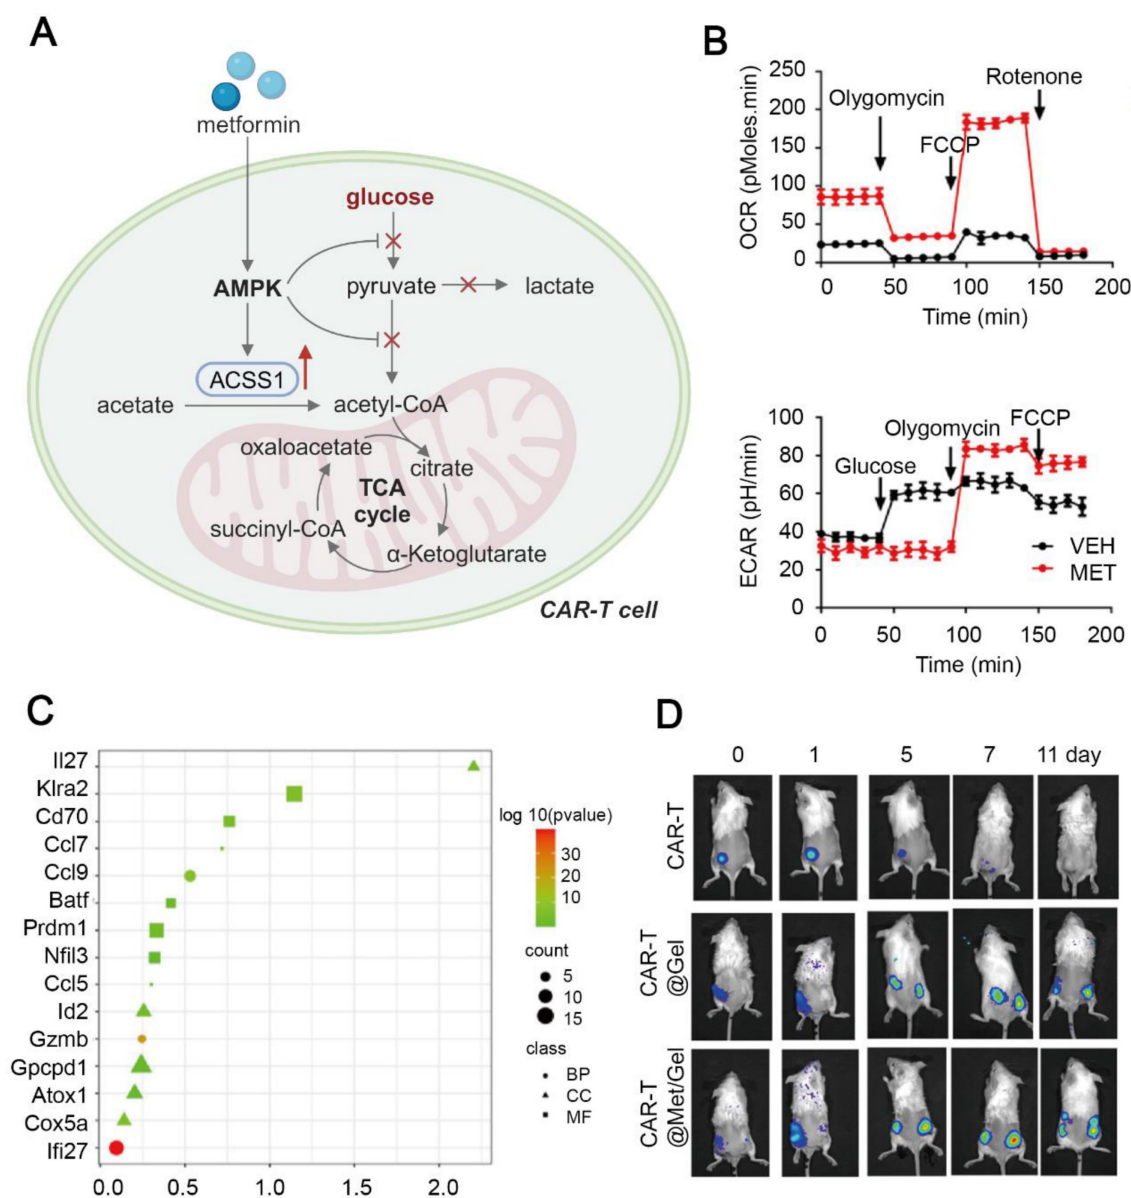 A
metformin
glucose
AMPK
pyruvate
lactate
ACSS1
acetate
acetyl-CoA
oxaloacetate
citrate
TCA
cycle
succinyl-CoA
α-Ketoglutarate
CAR-T cell
B
OCR (pMoles.min)
250
200
150
100
50
0
Olygomycin
FCCP
Rotenone
0 50 100 150 200
Time (min)
ECAR (pH/min)
100
80
60
40
20
0
Glucose
Olygomycin
FCCP
VEH
MET
0 50 100 150 200
Time (min)
C
Il27
Klra2
Cd70
Ccl7
Ccl9
Batf
Prdm1
Nfil3
Ccl5
Id2
Gzmb
Gpcpd1
Atox1
Cox5a
Ifi27
0.0 0.5 1.0 1.5 2.0
log 10(pvalue)
30
20
10
count
5
10
15
class
BP
CC
MF
D
0 1 5 7 11 day
CAR-T
CAR-T
@Gel
CAR-T
@Met/Gel